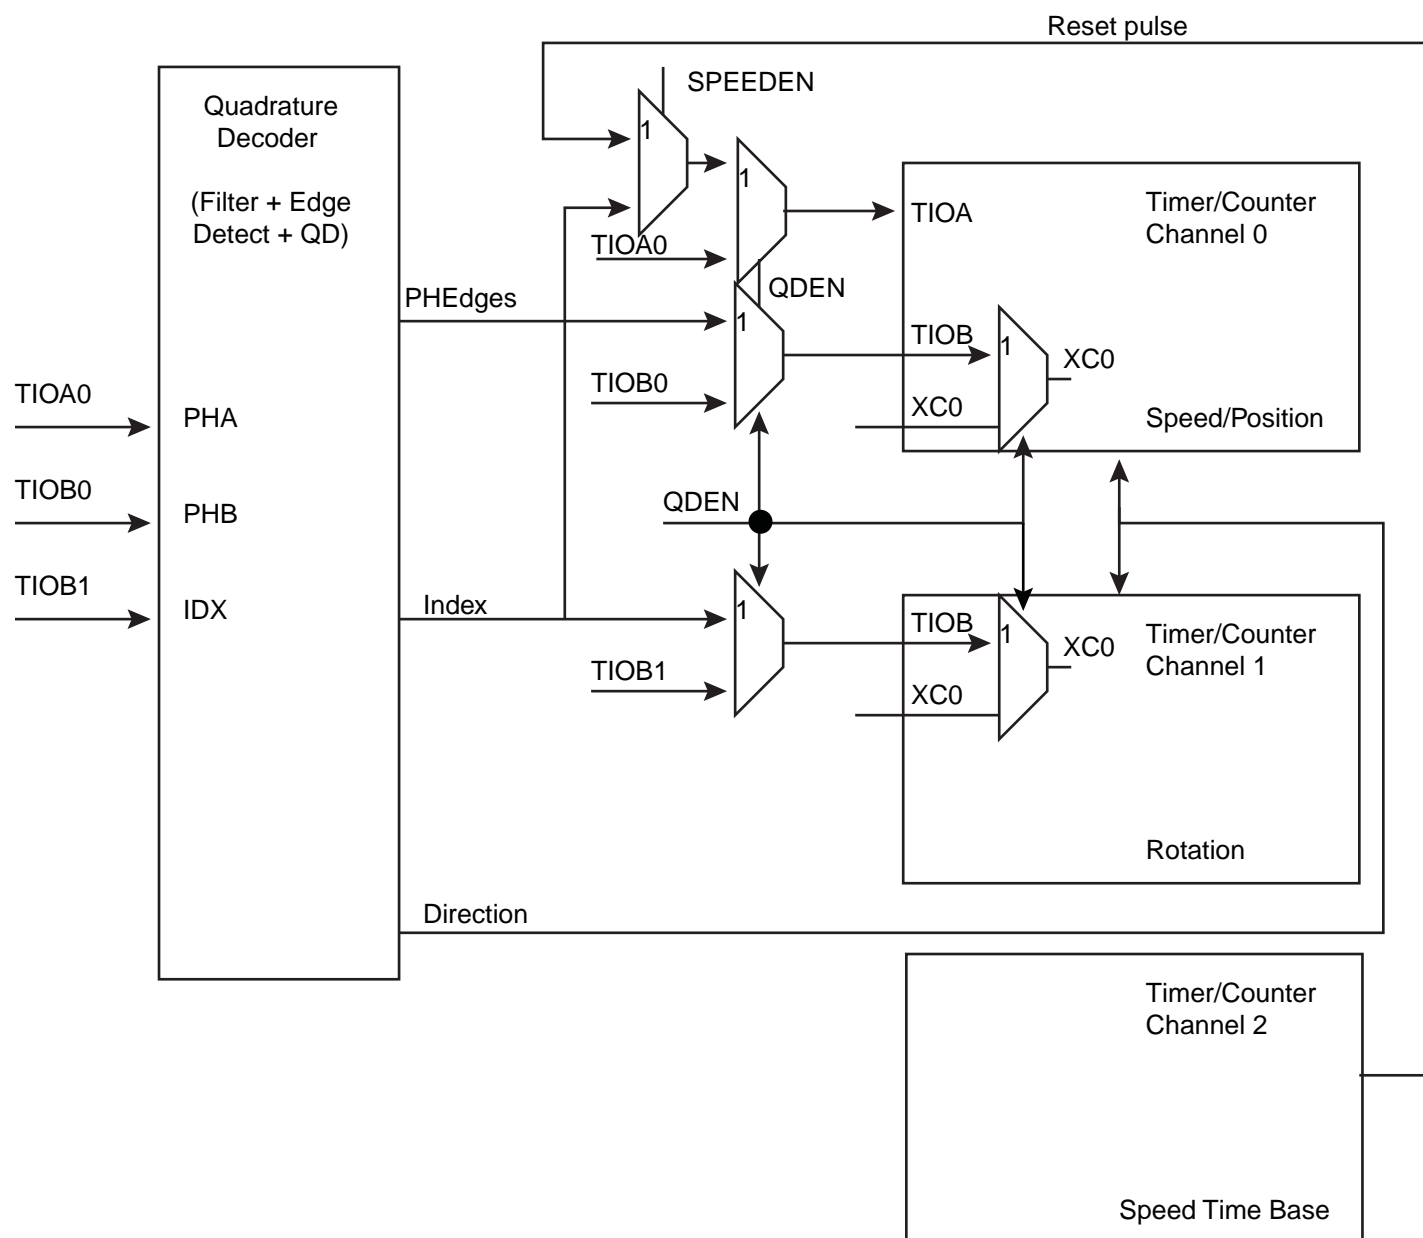 Reset pulse
SPEEDEN
Quadrature
Decoder
(Filter + Edge
Detect + QD)
1
1
TIOA0
TIOA
Timer/Counter
Channel 0
PHEdges
QDEN
1
TIOB
1
XC0
TIOB0
XC0
Speed/Position
TIOA0
PHA
TIOB0
PHB
QDEN
TIOB1
IDX
Index
1
TIOB
1
XC0
Timer/Counter
Channel 1
TIOB1
XC0
Rotation
Direction
Timer/Counter
Channel 2
Speed Time Base